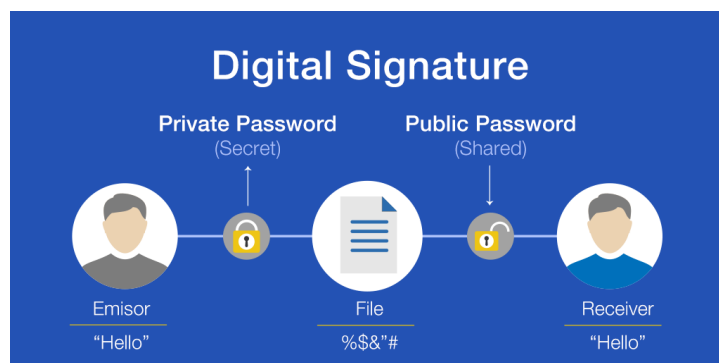 Digital Signature
Private Password
(Secret)
Public Password
(Shared)
Emisor
File
Receiver
“Hello”
%$&”#
“Hello”